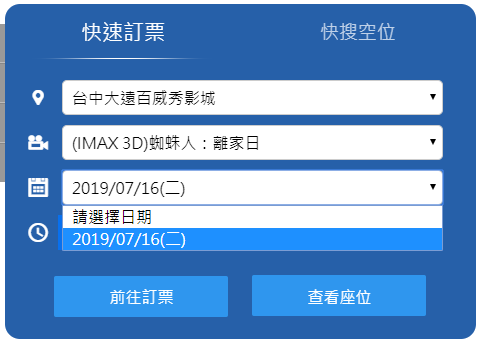 快速訂票
快搜空位
台中大遠百威秀影城
(IMAX 3D)蜘蛛人：離家日
2019/07/16(二)
請選擇日期
2019/07/16(二)
前往訂票
查看座位